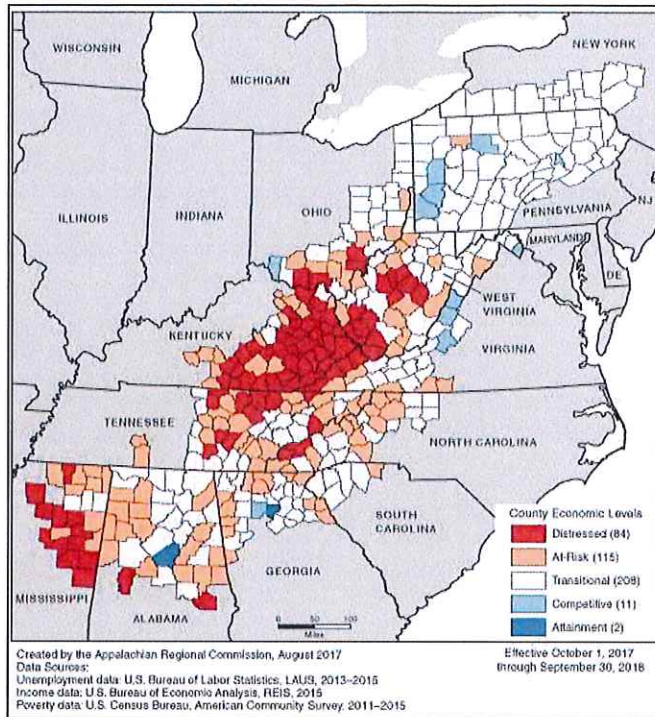 WISCONSIN
NEW YORK
MICHIGAN
ILLINOIS
INDIANA
OHIO
PENNSYLVANIA
NJ
MARYLAND
DE
WEST
VIRGINIA
KENTUCKY
VIRGINIA
TENNESSEE
NORTH CAROLINA
SOUTH
CAROLINA
MISSISSIPPI
ALABAMA
GEORGIA
County Economic Levels
Distressed (84)
At-Risk (115)
Transitional (208)
Competitive (11)
Attainment (2)
0 50 100
Miles
Created by the Appalachian Regional Commission, August 2017
Data Sources:
Unemployment data: U.S. Bureau of Labor Statistics, LAUS, 2013–2015
Income data: U.S. Bureau of Economic Analysis, REIS, 2015
Poverty data: U.S. Census Bureau, American Community Survey, 2011–2015
Effective October 1, 2017
through September 30, 2018